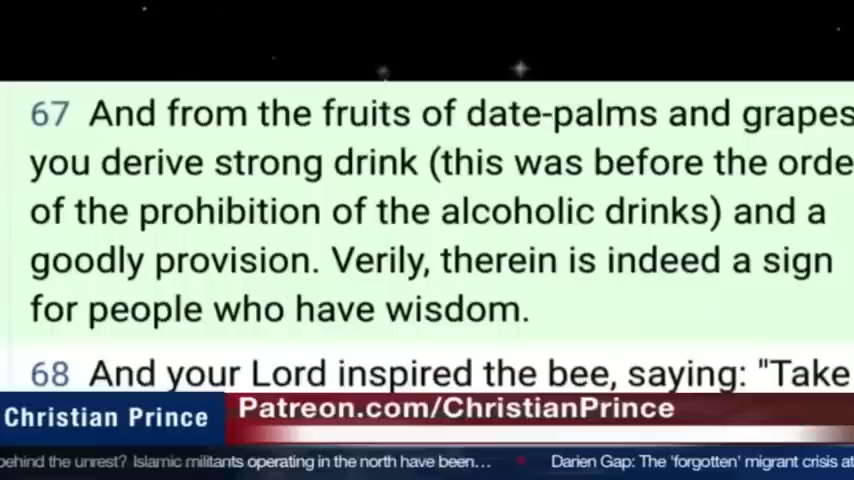 67 And from the fruits of date-palms and grapes
you derive strong drink (this was before the orde
of the prohibition of the alcoholic drinks) and a
goodly provision. Verily, therein is indeed a sign
for people who have wisdom.
68 And your Lord inspired the bee, saying: "Take
Christian Prince
Patreon.com/ChristianPrince
behind the unrest? Islamic militants operating in the north have been... Darien Gap: The 'forgotten' migrant crisis at